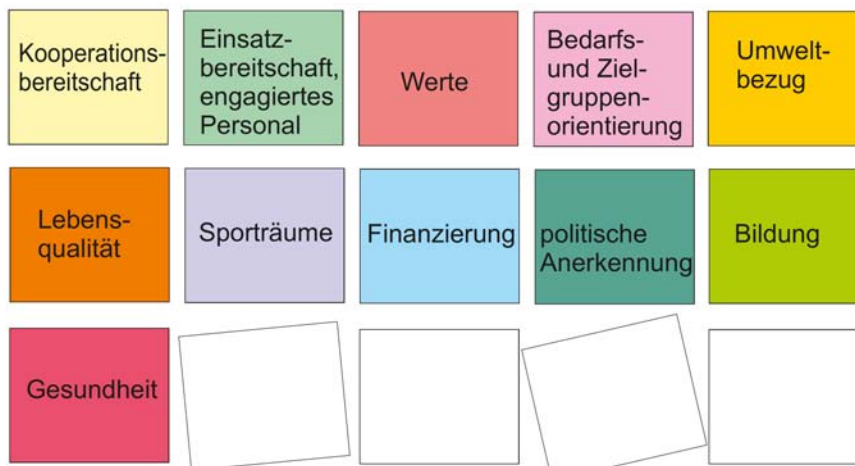 Kooperations-
bereitschaft
Einsatz-
bereitschaft,
engagiertes
Personal
Werte
Bedarfs-
und Ziel-
gruppen-
orientierung
Umwelt-
bezug
Lebens-
qualität
Sporträume
Finanzierung
politische
Anerkennung
Bildung
Gesundheit